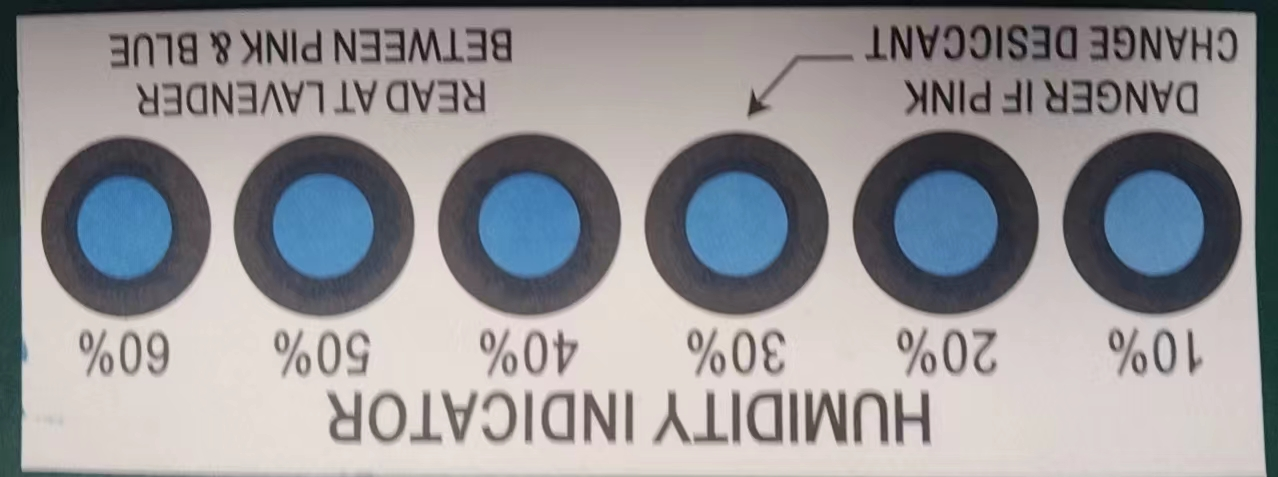 HUMIDITY INDICATOR
10% 20% 30% 40% 50% 60%
DANGER IF PINK
CHANGE DESICCANT
READ AT LAVENDER
BETWEEN PINK & BLUE